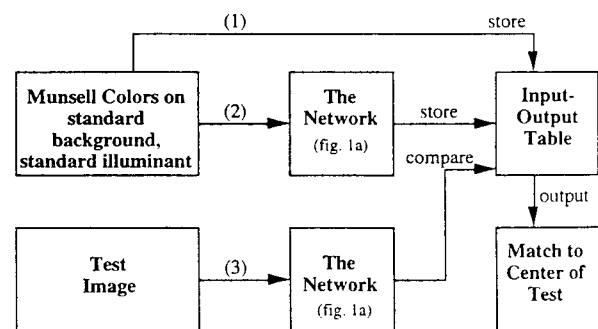 (1)
store
Munsell Colors on
standard
background,
standard illuminant
(2)
The
Network
(fig. 1a)
store
compare
Input-
Output
Table
output
Test
Image
(3)
The
Network
(fig. 1a)
Match to
Center of
Test